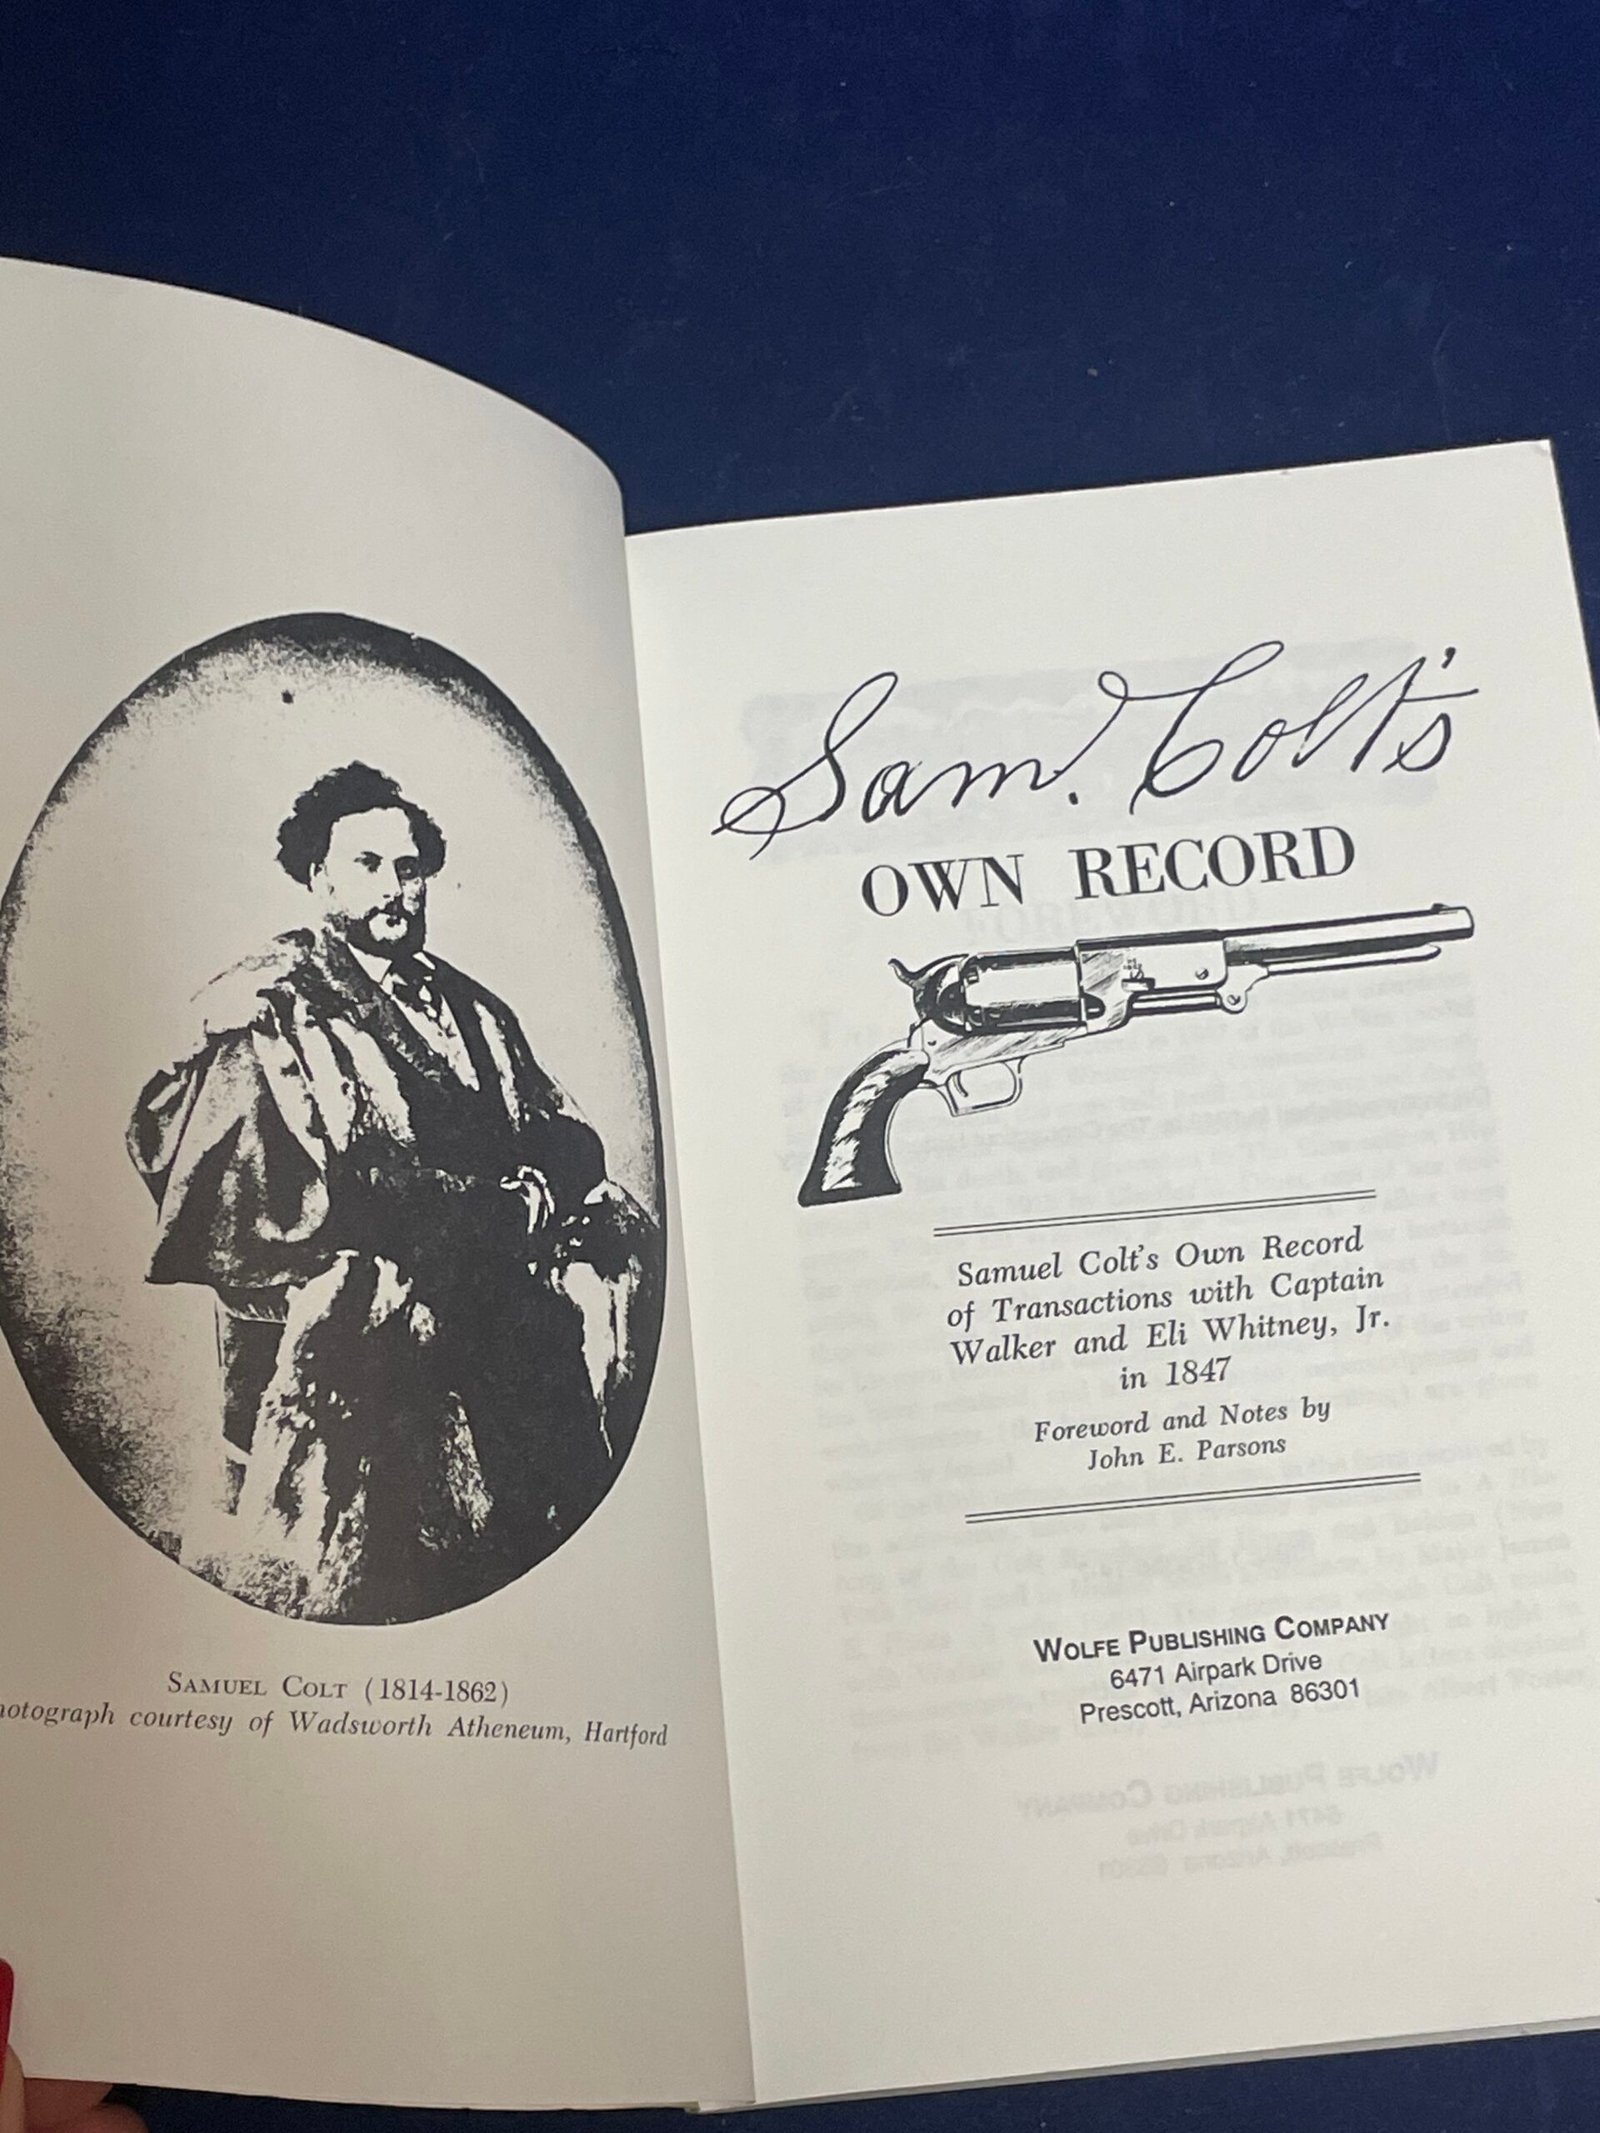 SAMUEL COLT (1814-1862)
courtesy of Wadsworth Atheneum, Hartford
Sam. Colt's
OWN RECORD
Samuel Colt's Own Record
of Transactions with Captain
Walker and Eli Whitney, Jr.
in 1847
Foreword and Notes by
John E. Parsons
WOLFE PUBLISHING COMPANY
6471 Airpark Drive
Prescott, Arizona 86301